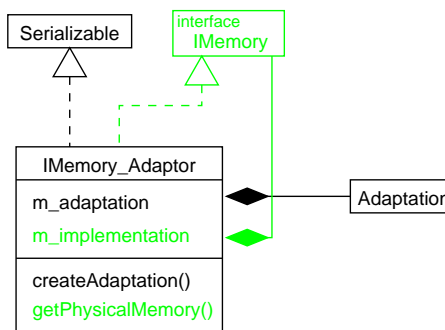 Serializable
interface
IMemory
IMemory_Adaptor
m_adaptation
Adaptation
m_implementation
createAdaptation()
getPhysicalMemory()